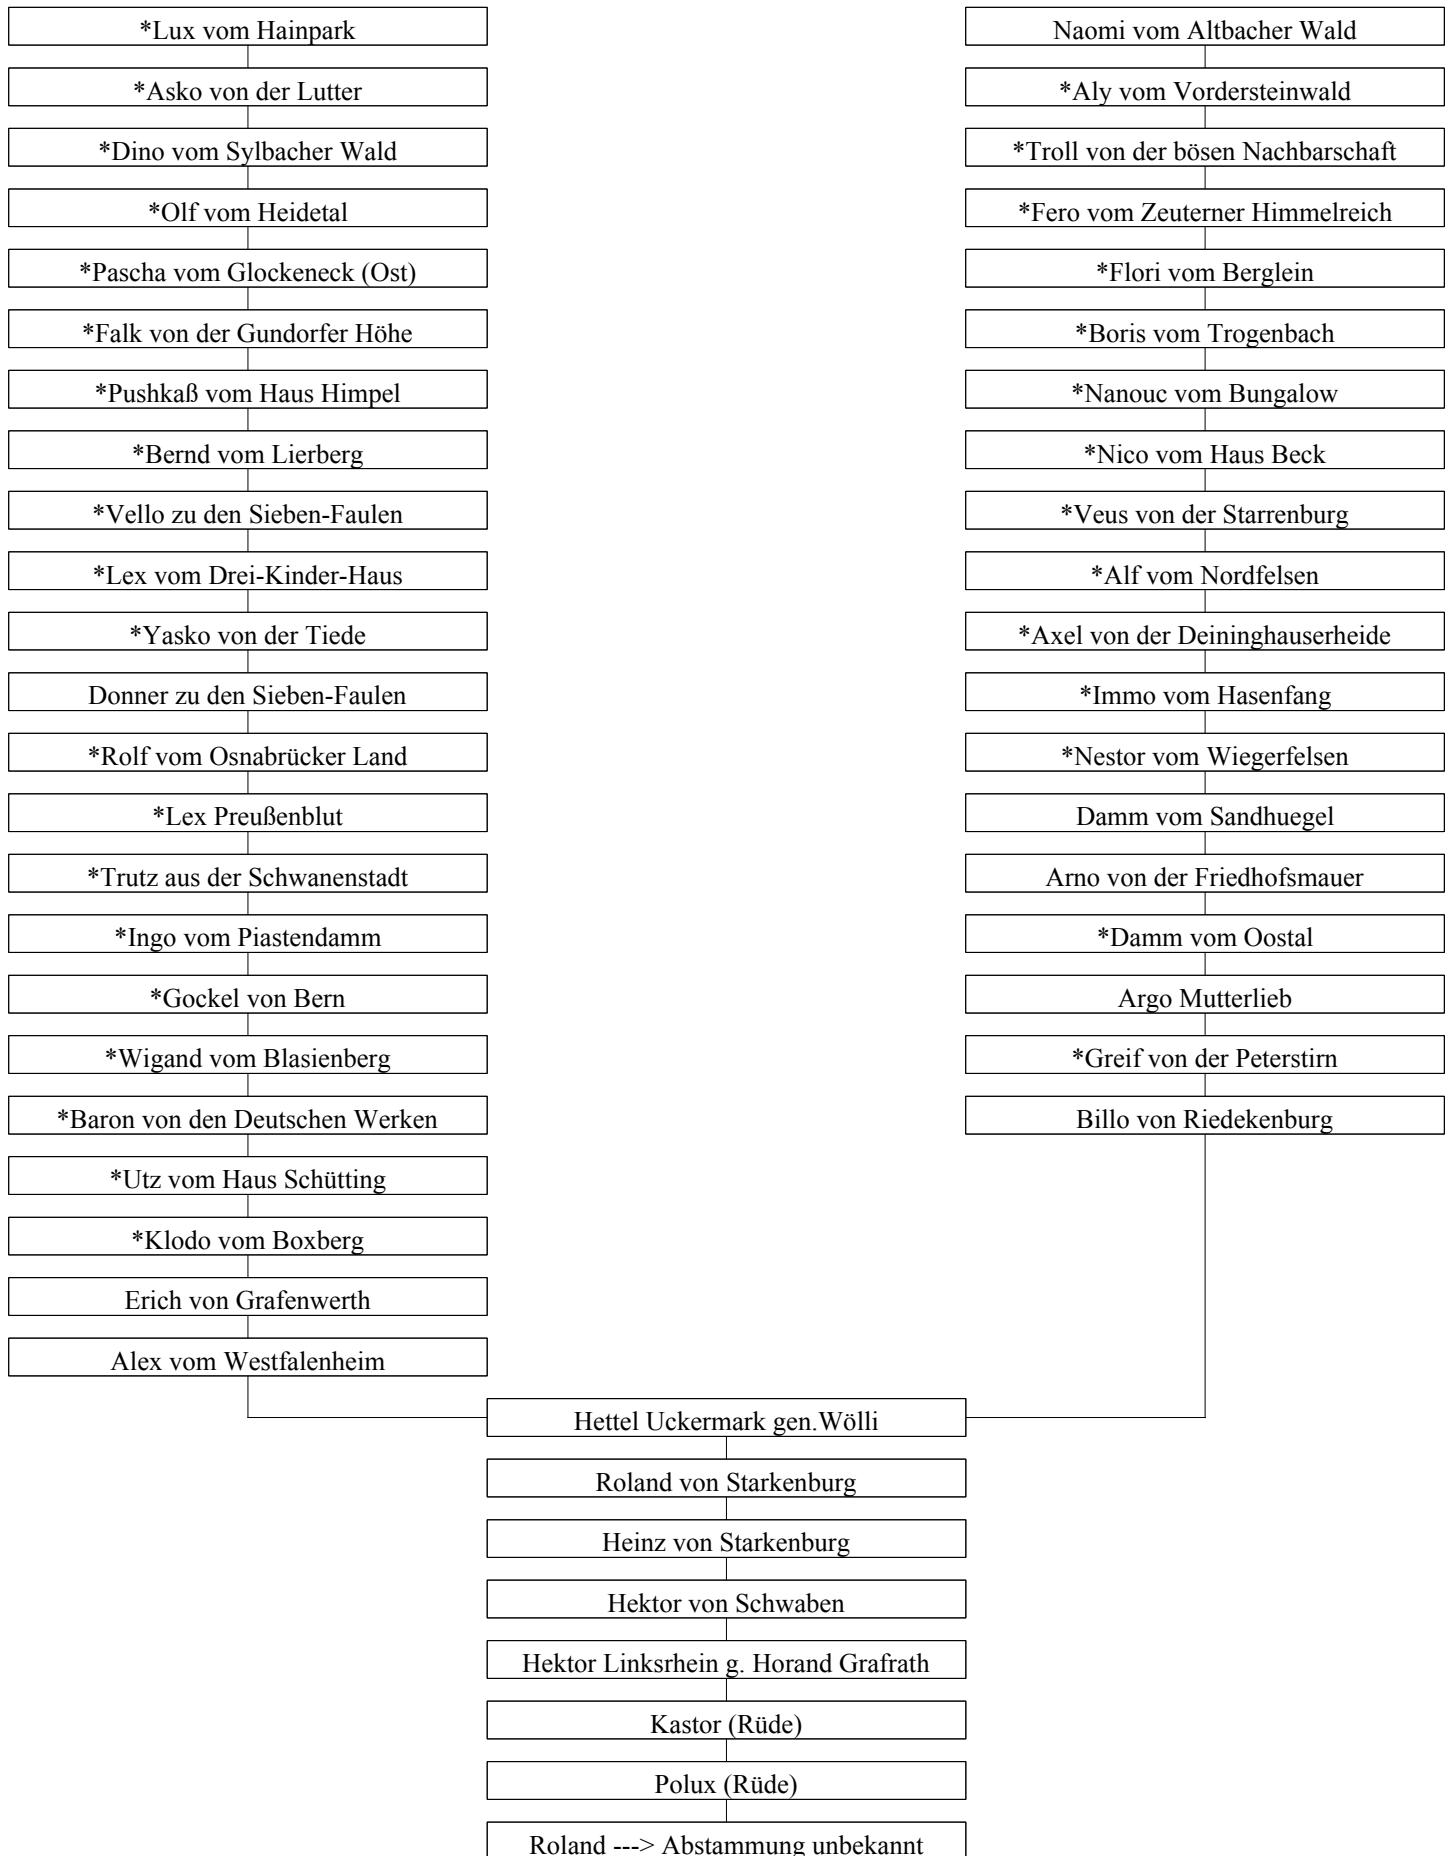 *Lux vom Hainpark
*Asko von der Lutter
*Dino vom Sylbacher Wald
*Olf vom Heidetal
*Pascha vom Glockeneck (Ost)
*Falk von der Gundorfer Höhe
*Pushkaß vom Haus Himpel
*Bernd vom Lierberg
*Vello zu den Sieben-Faulen
*Lex vom Drei-Kinder-Haus
*Yasko von der Tiede
Donner zu den Sieben-Faulen
*Rolf vom Osnabrücker Land
*Lex Preußenblut
*Trutz aus der Schwanenstadt
*Ingo vom Piastendamm
*Gockel von Bern
*Wigand vom Blasienberg
*Baron von den Deutschen Werken
*Utz vom Haus Schütting
*Klodo vom Boxberg
Erich von Grafenwerth
Alex vom Westfalenheim
Naomi vom Altbacher Wald
*Aly vom Vordersteinwald
*Troll von der bösen Nachbarschaft
*Fero vom Zeuterner Himmelreich
*Flori vom Berglein
*Boris vom Trogenbach
*Nanouc vom Bungalow
*Nico vom Haus Beck
*Veus von der Starrenburg
*Alf vom Nordfelsen
*Axel von der Deininghauserheide
*Immo vom Hasenfang
*Nestor vom Wiegerfelsen
Damm vom Sandhuegel
Arno von der Friedhofsmauer
*Damm vom Oostal
Argo Mutterlieb
*Greif von der Peterstirn
Billo von Riedekenburg
Hettel Uckermark gen.Wölli
Roland von Starkenburg
Heinz von Starkenburg
Hektor von Schwaben
Hektor Linksrhein g. Horand Grafrath
Kastor (Rüde)
Polux (Rüde)
Roland ---> Abstammung unbekannt